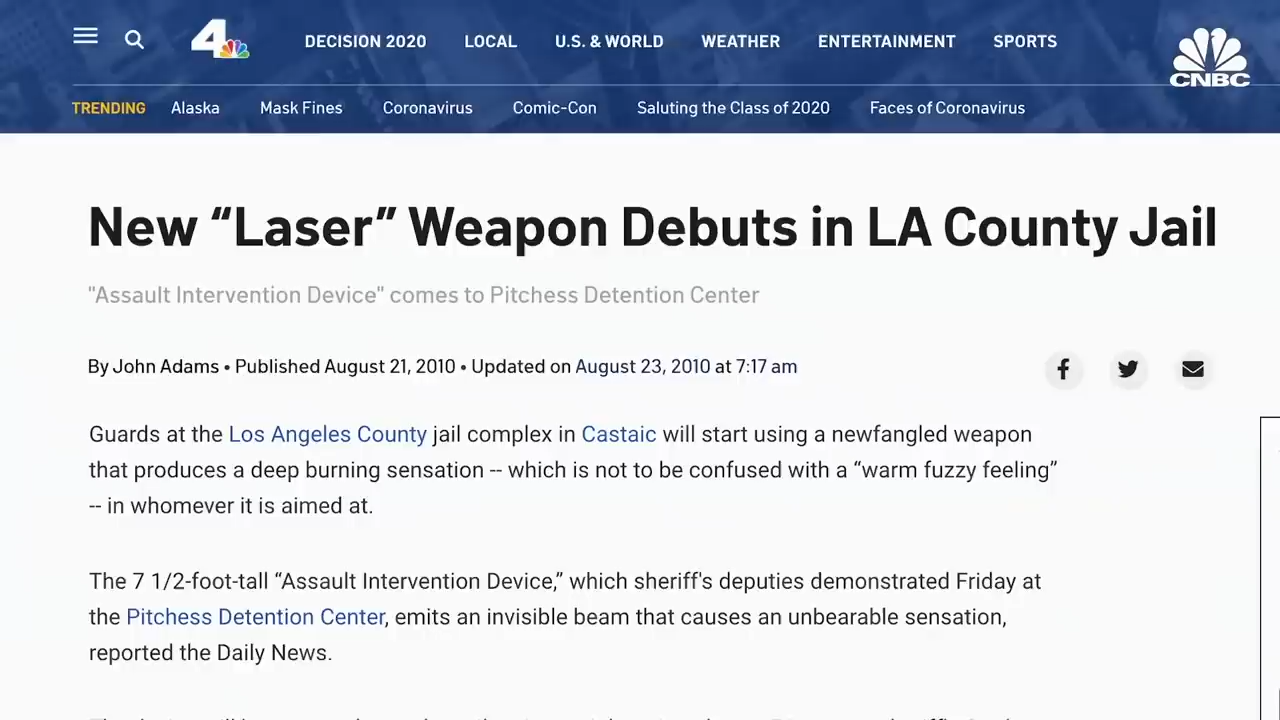 4
DECISION 2020 LOCAL U.S. & WORLD WEATHER ENTERTAINMENT SPORTS
CNBC
TRENDING Alaska Mask Fines Coronavirus Comic-Con Saluting the Class of 2020 Faces of Coronavirus
New “Laser” Weapon Debuts in LA County Jail
"Assault Intervention Device" comes to Pitchess Detention Center
By John Adams • Published August 21, 2010 • Updated on August 23, 2010 at 7:17 am
Guards at the Los Angeles County jail complex in Castaic will start using a newfangled weapon
that produces a deep burning sensation -- which is not to be confused with a “warm fuzzy feeling”
-- in whomever it is aimed at.
The 7 1/2-foot-tall “Assault Intervention Device,” which sheriff's deputies demonstrated Friday at
the Pitchess Detention Center, emits an invisible beam that causes an unbearable sensation,
reported the Daily News.